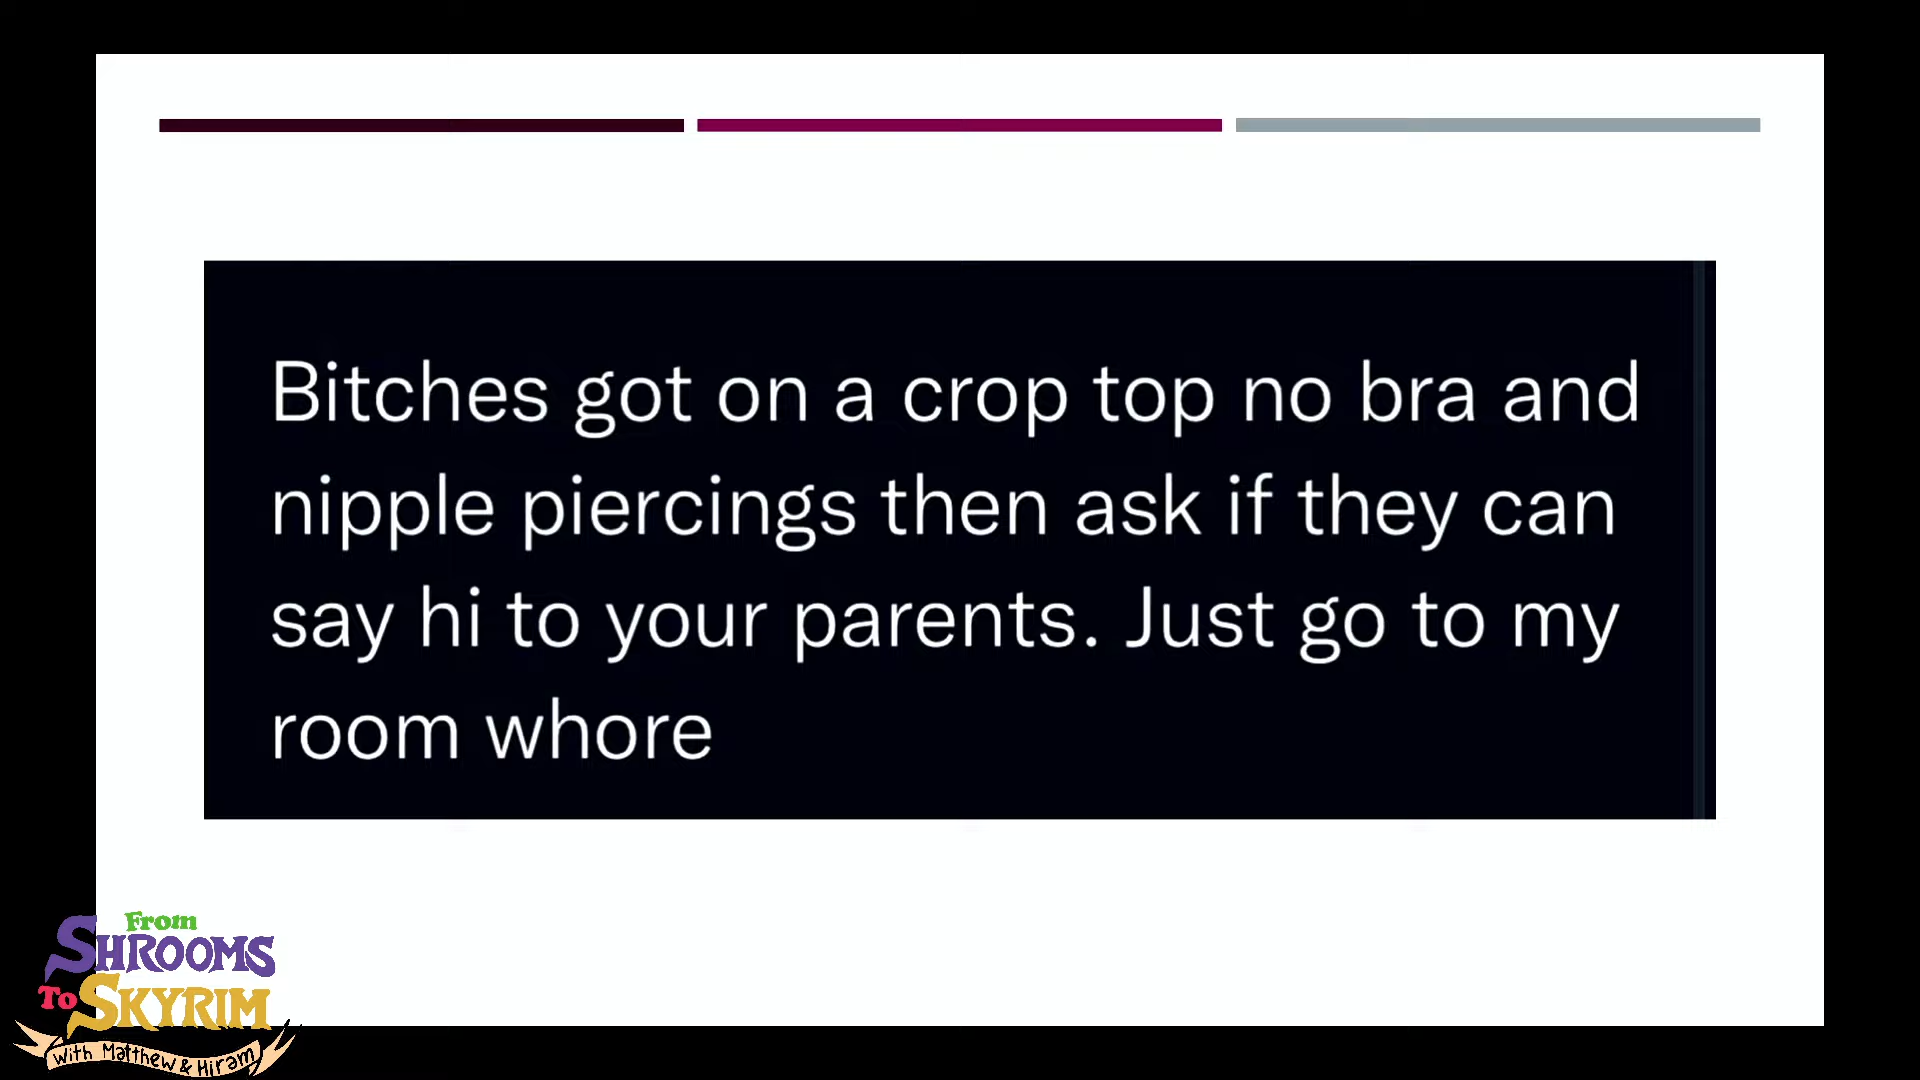 Bitches got on a crop top no bra and
nipple piercings then ask if they can
say hi to your parents. Just go to my
room whore
From
SHROOMS
To SKYRIM
With Matthew & Hiram